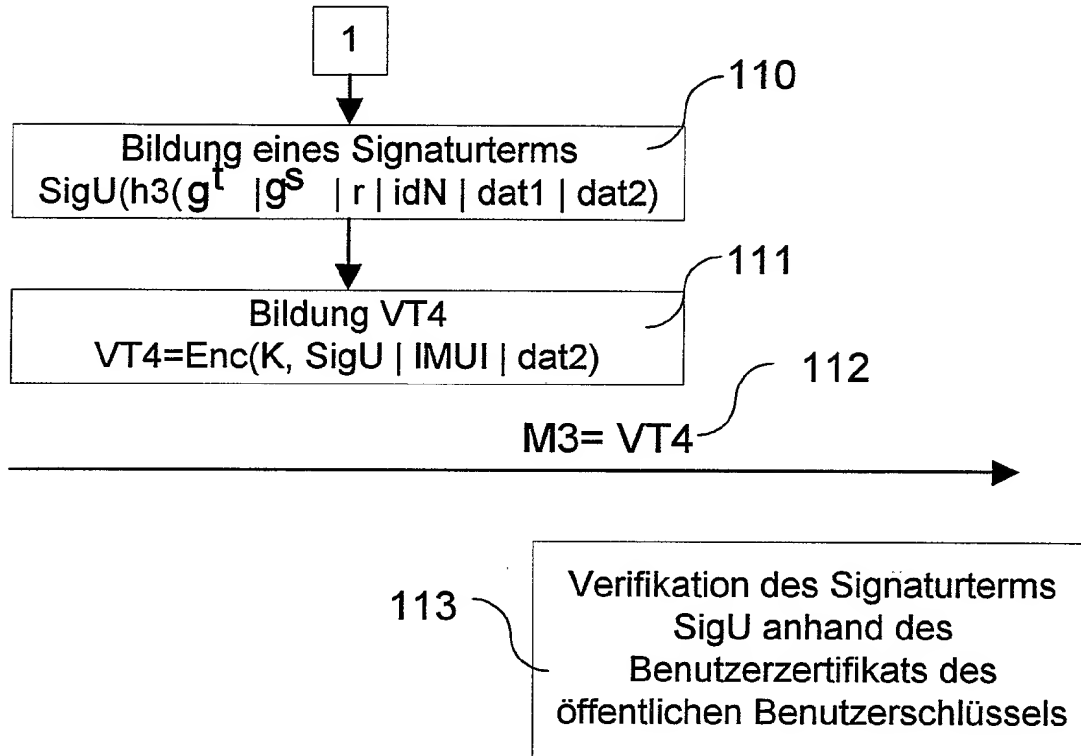 1
110
Bildung eines Signaturterms
SigU(h3(g^t |g^s | r | idN | dat1 | dat2)
111
Bildung VT4
VT4=Enc(K, SigU | IMUI | dat2)
112
M3= VT4
113
Verifikation des Signaturterms
SigU anhand des
Benutzerzertifikats des
öffentlichen Benutzerschlüssels